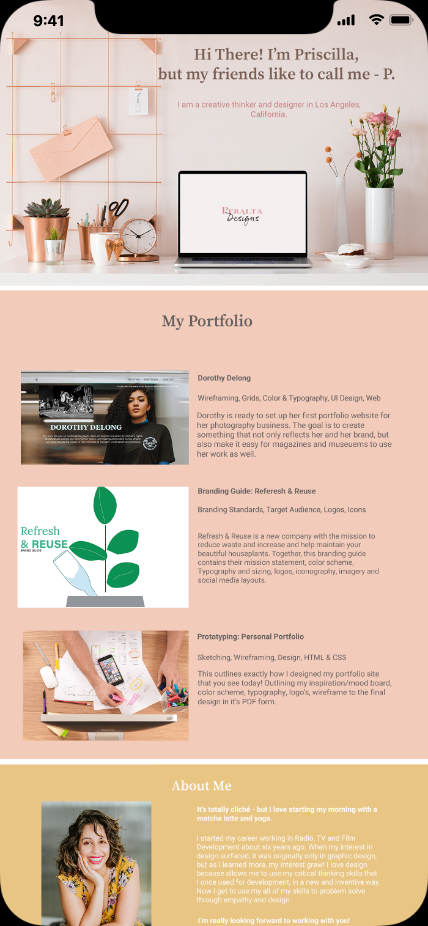 9:41
Hi There! I'm Priscilla,
but my friends like to call me - P.
I am a creative thinker and designer in Los Angeles,
California.
PERALTA
Designs
My Portfolio
DOROTHY DELONG
Dorothy Delong
Wireframing, Grids, Color & Typography, UI Design, Web
Dorothy is ready to set up her first portfolio website for
her photography business. The goal is to create
something that not only reflects her and her brand, but
also make it easy for magazines and museuems to use
her work as well.
Refresh
& REUSE
BRAND GUIDE
Branding Guide: Referesh & Reuse
Branding Standards, Target Audience, Logos, Icons
Refresh & Reuse is a new company with the mission to
reduce waste and increase and help maintain your
beautiful houseplants. Together, this branding guide
contains their mission statement, color scheme,
Typography and sizing, logos, iconography, imagery and
social media layouts.
Prototyping: Personal Portfolio
Sketching, Wireframing, Design, HTML & CSS
This outlines exactly how I designed my portfolio site
that you see today! Outlining my inspiration/mood board,
color scheme, typography, logo's, wireframe to the final
design in it's PDF form.
About Me
It's totally cliché - but I love starting my morning with a
matcha latte and yoga.
I started my career working in Radio, TV and Film
Development about six years ago. When my interest in
design surfaced, it was originally only in graphic design,
but as I learned more, my interest grew! I love design
because allows me to use my critical thinking skills that
I once used for development, in a new and inventive way.
Now I get to use my all of my skills to problem solve
through empathy and design.
I'm really looking forward to working with you!